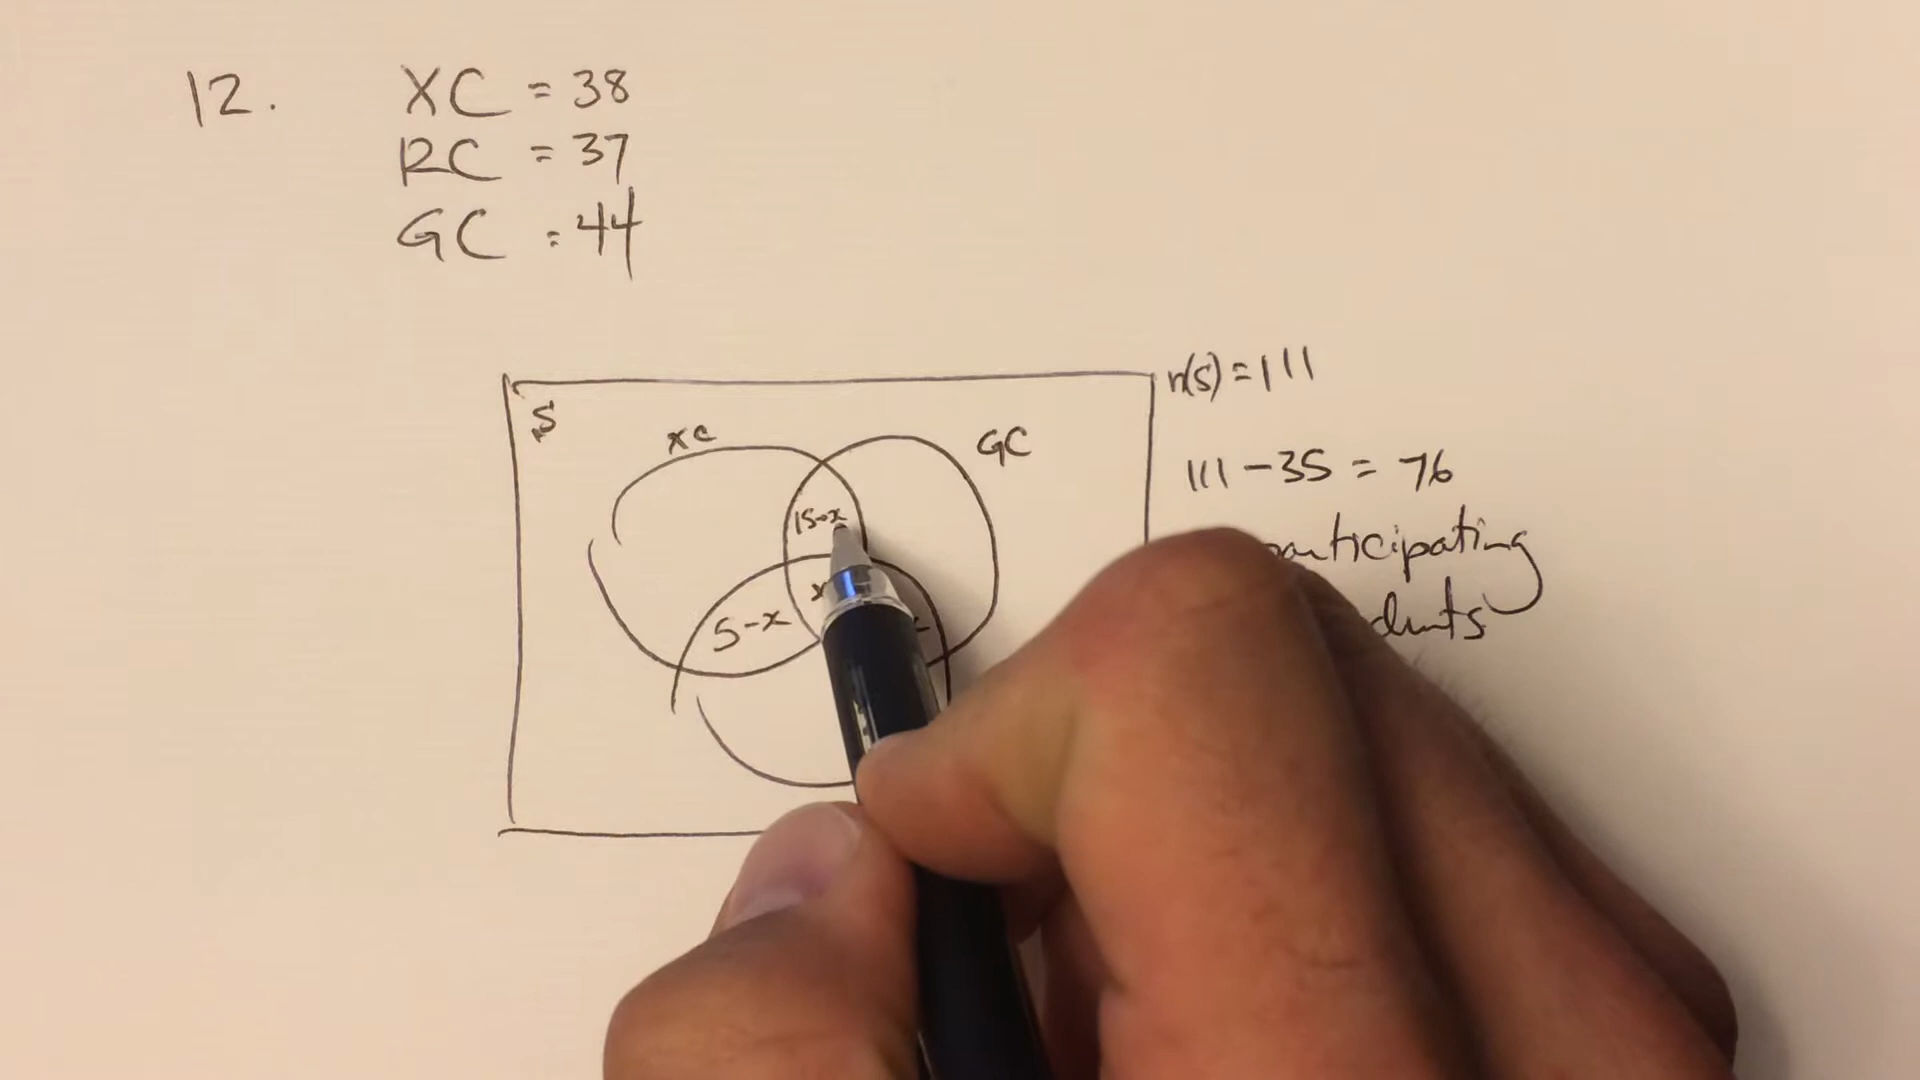 12. XC = 38
RC = 37
GC = 44
n(s) = 111
S
XC
GC
111 - 35 = 76
15-x
participating
x
5-x